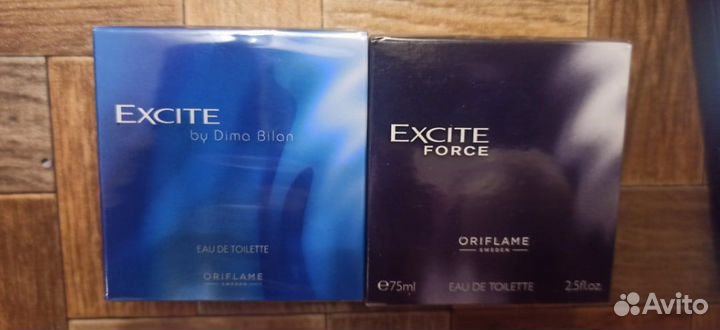 EXCITE
by Dima Bilan
EAU DE TOILETTE
ORIFLAME
SWEDEN
EXCITE
FORCE
ORIFLAME
SWEDEN
℮75ml EAU DE TOILETTE 2.5fl.oz.
Avito